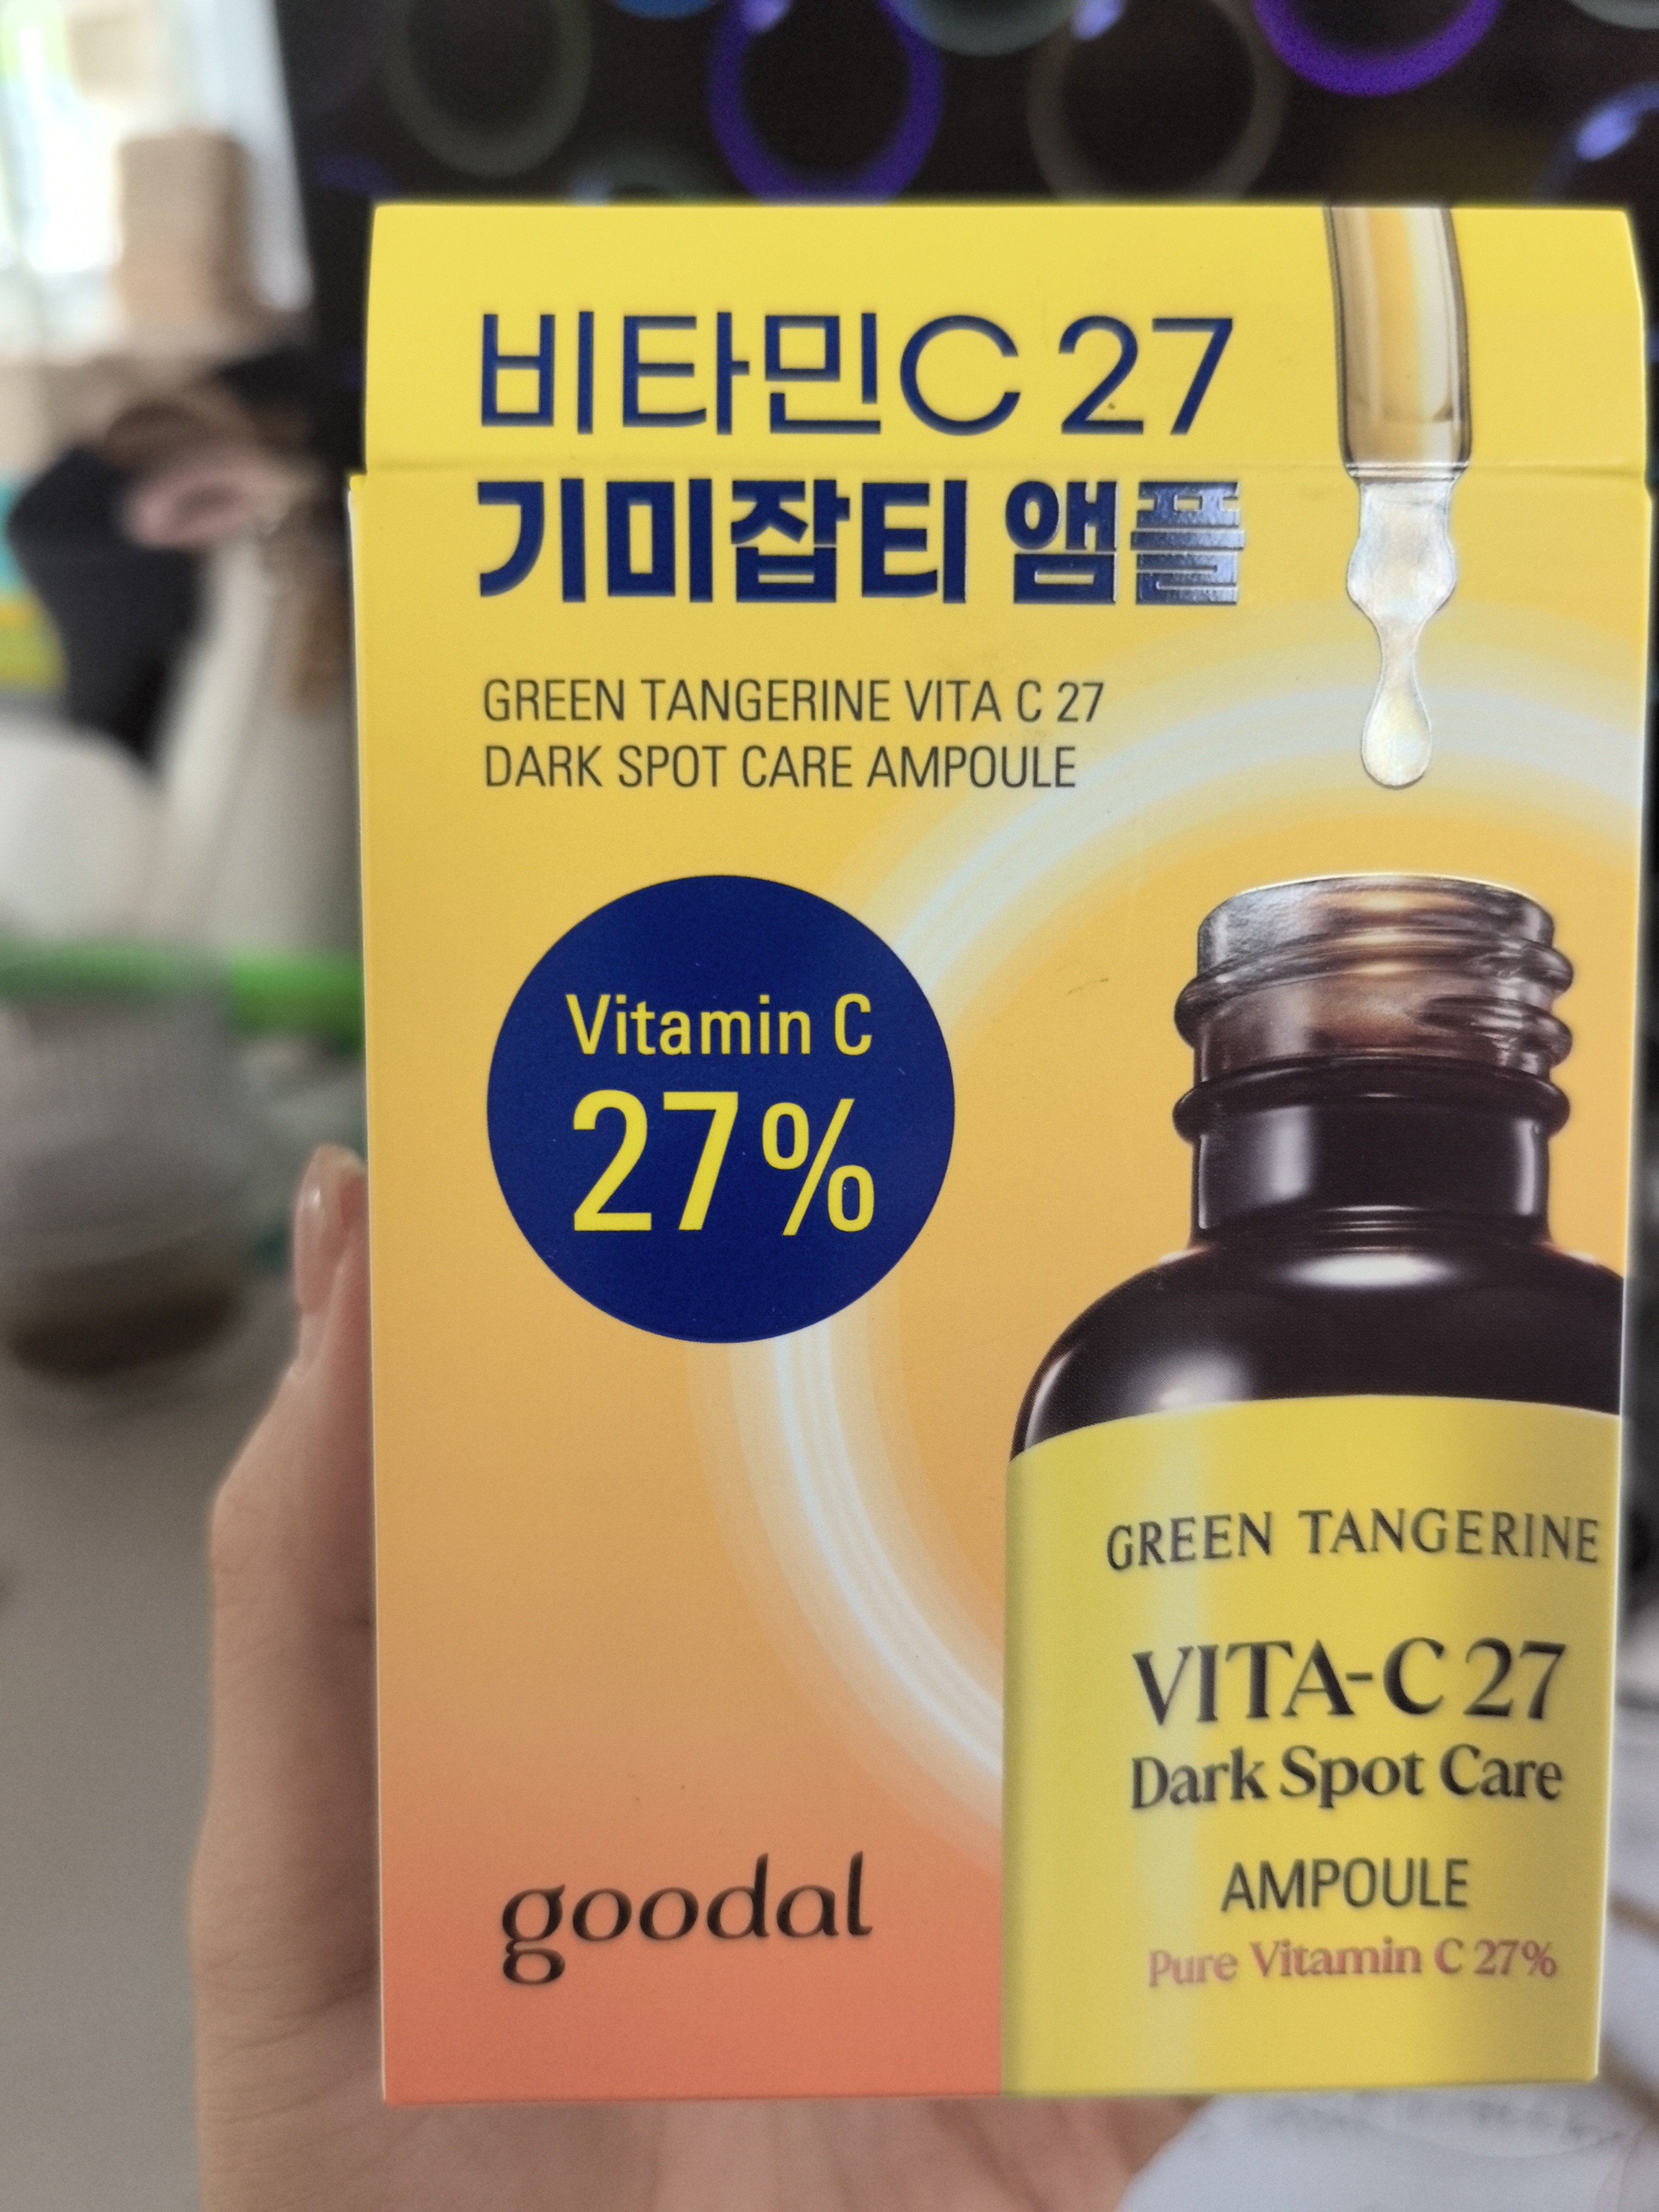 비타민C 27
기미잡티 앰플
GREEN TANGERINE VITA C 27
DARK SPOT CARE AMPOULE
Vitamin C
27%
GREEN TANGERINE
VITA-C 27
Dark Spot Care
AMPOULE
Pure Vitamin C 27%
goodal